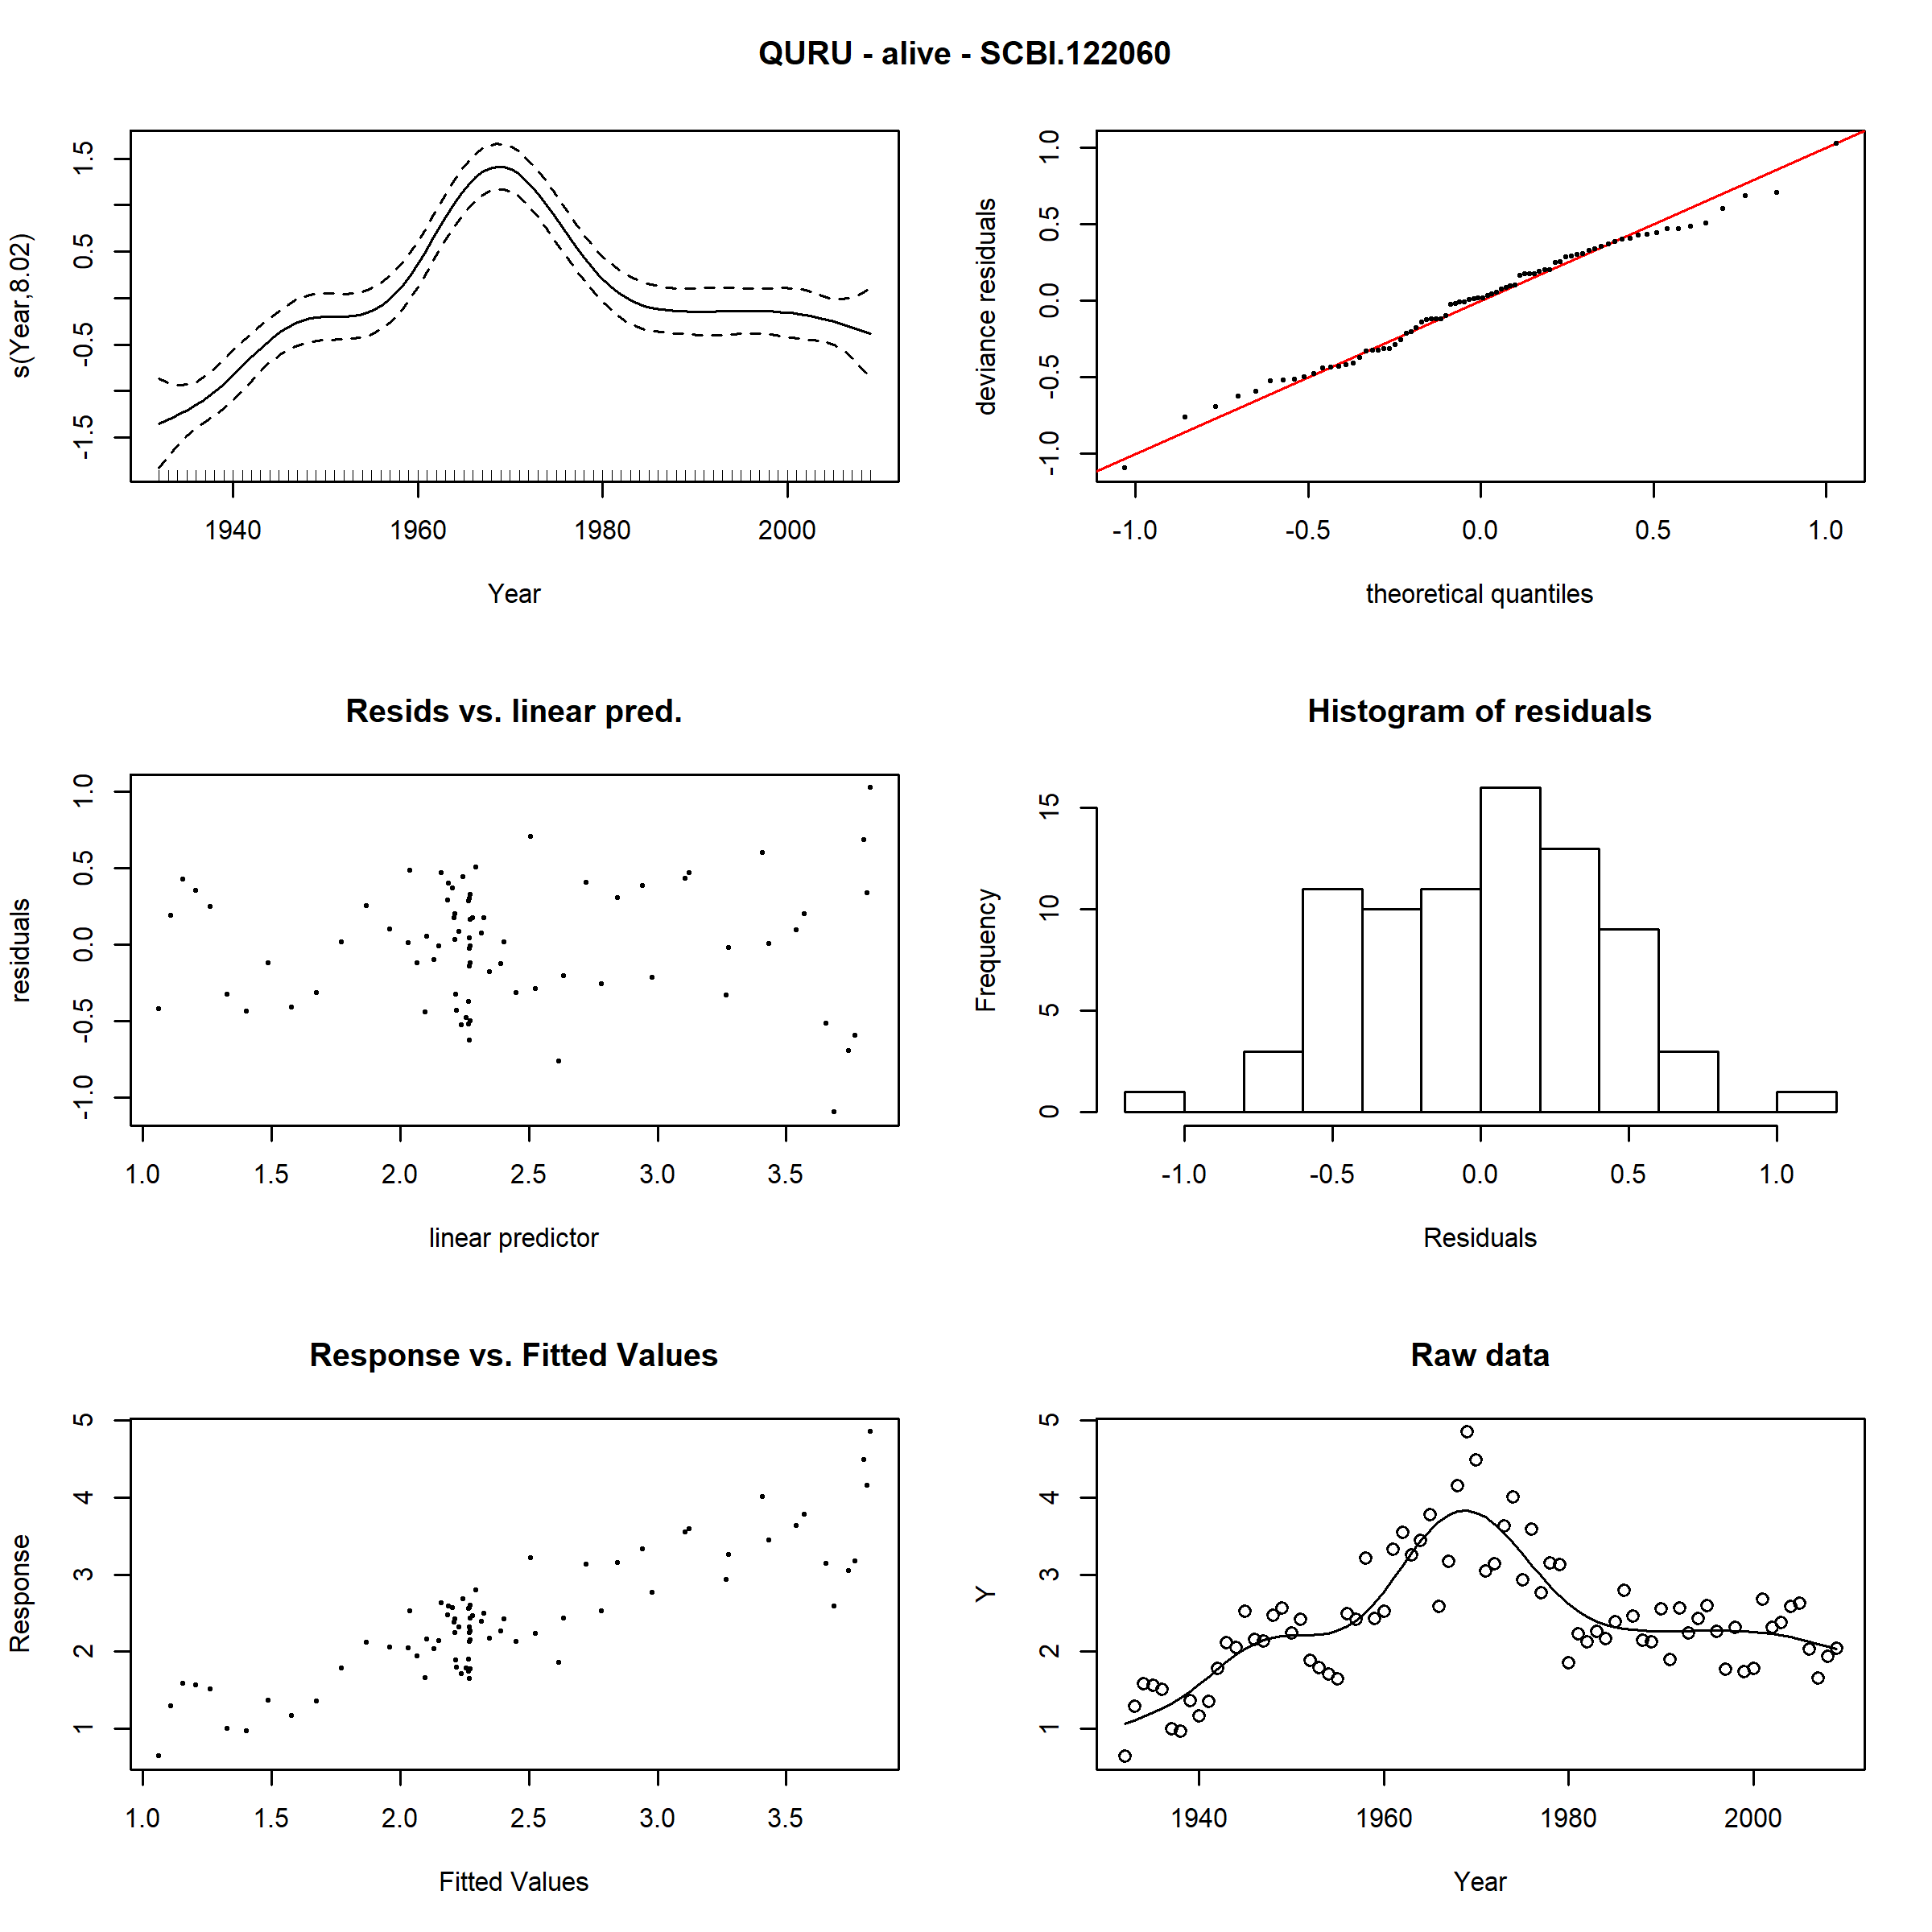 QURU - alive - SCBI.122060
s(Year,8.02)
-1.5 -0.5 0.5 1.5
1940 1960 1980 2000
Year
deviance residuals
-1.0 -0.5 0.0 0.5 1.0
-1.0 -0.5 0.0 0.5 1.0
theoretical quantiles
Resids vs. linear pred.
residuals
-1.0 -0.5 0.0 0.5 1.0
1.0 1.5 2.0 2.5 3.0 3.5
linear predictor
Histogram of residuals
Frequency
0 5 10 15
-1.0 -0.5 0.0 0.5 1.0
Residuals
Response vs. Fitted Values
Response
1 2 3 4 5
1.0 1.5 2.0 2.5 3.0 3.5
Fitted Values
Raw data
Y
1 2 3 4 5
1940 1960 1980 2000
Year